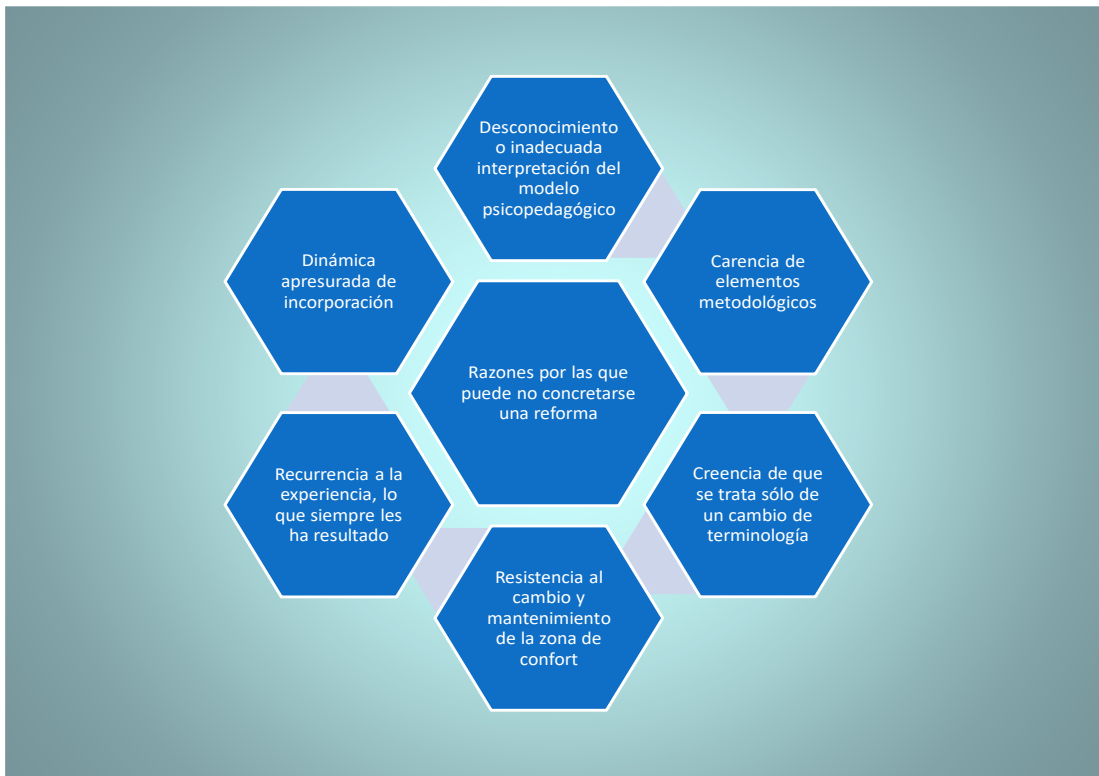 Desconocimiento
o inadecuada
interpretación del
modelo
psicopedagógico
Carencia de
elementos
metodológicos
Creencia de que
se trata sólo de
un cambio de
terminología
Resistencia al
cambio y
mantenimiento
de la zona de
confort
Recurrencia a la
experiencia, lo
que siempre les
ha resultado
Dinámica
apresurada de
incorporación
Razones por las que
puede no concretarse
una reforma